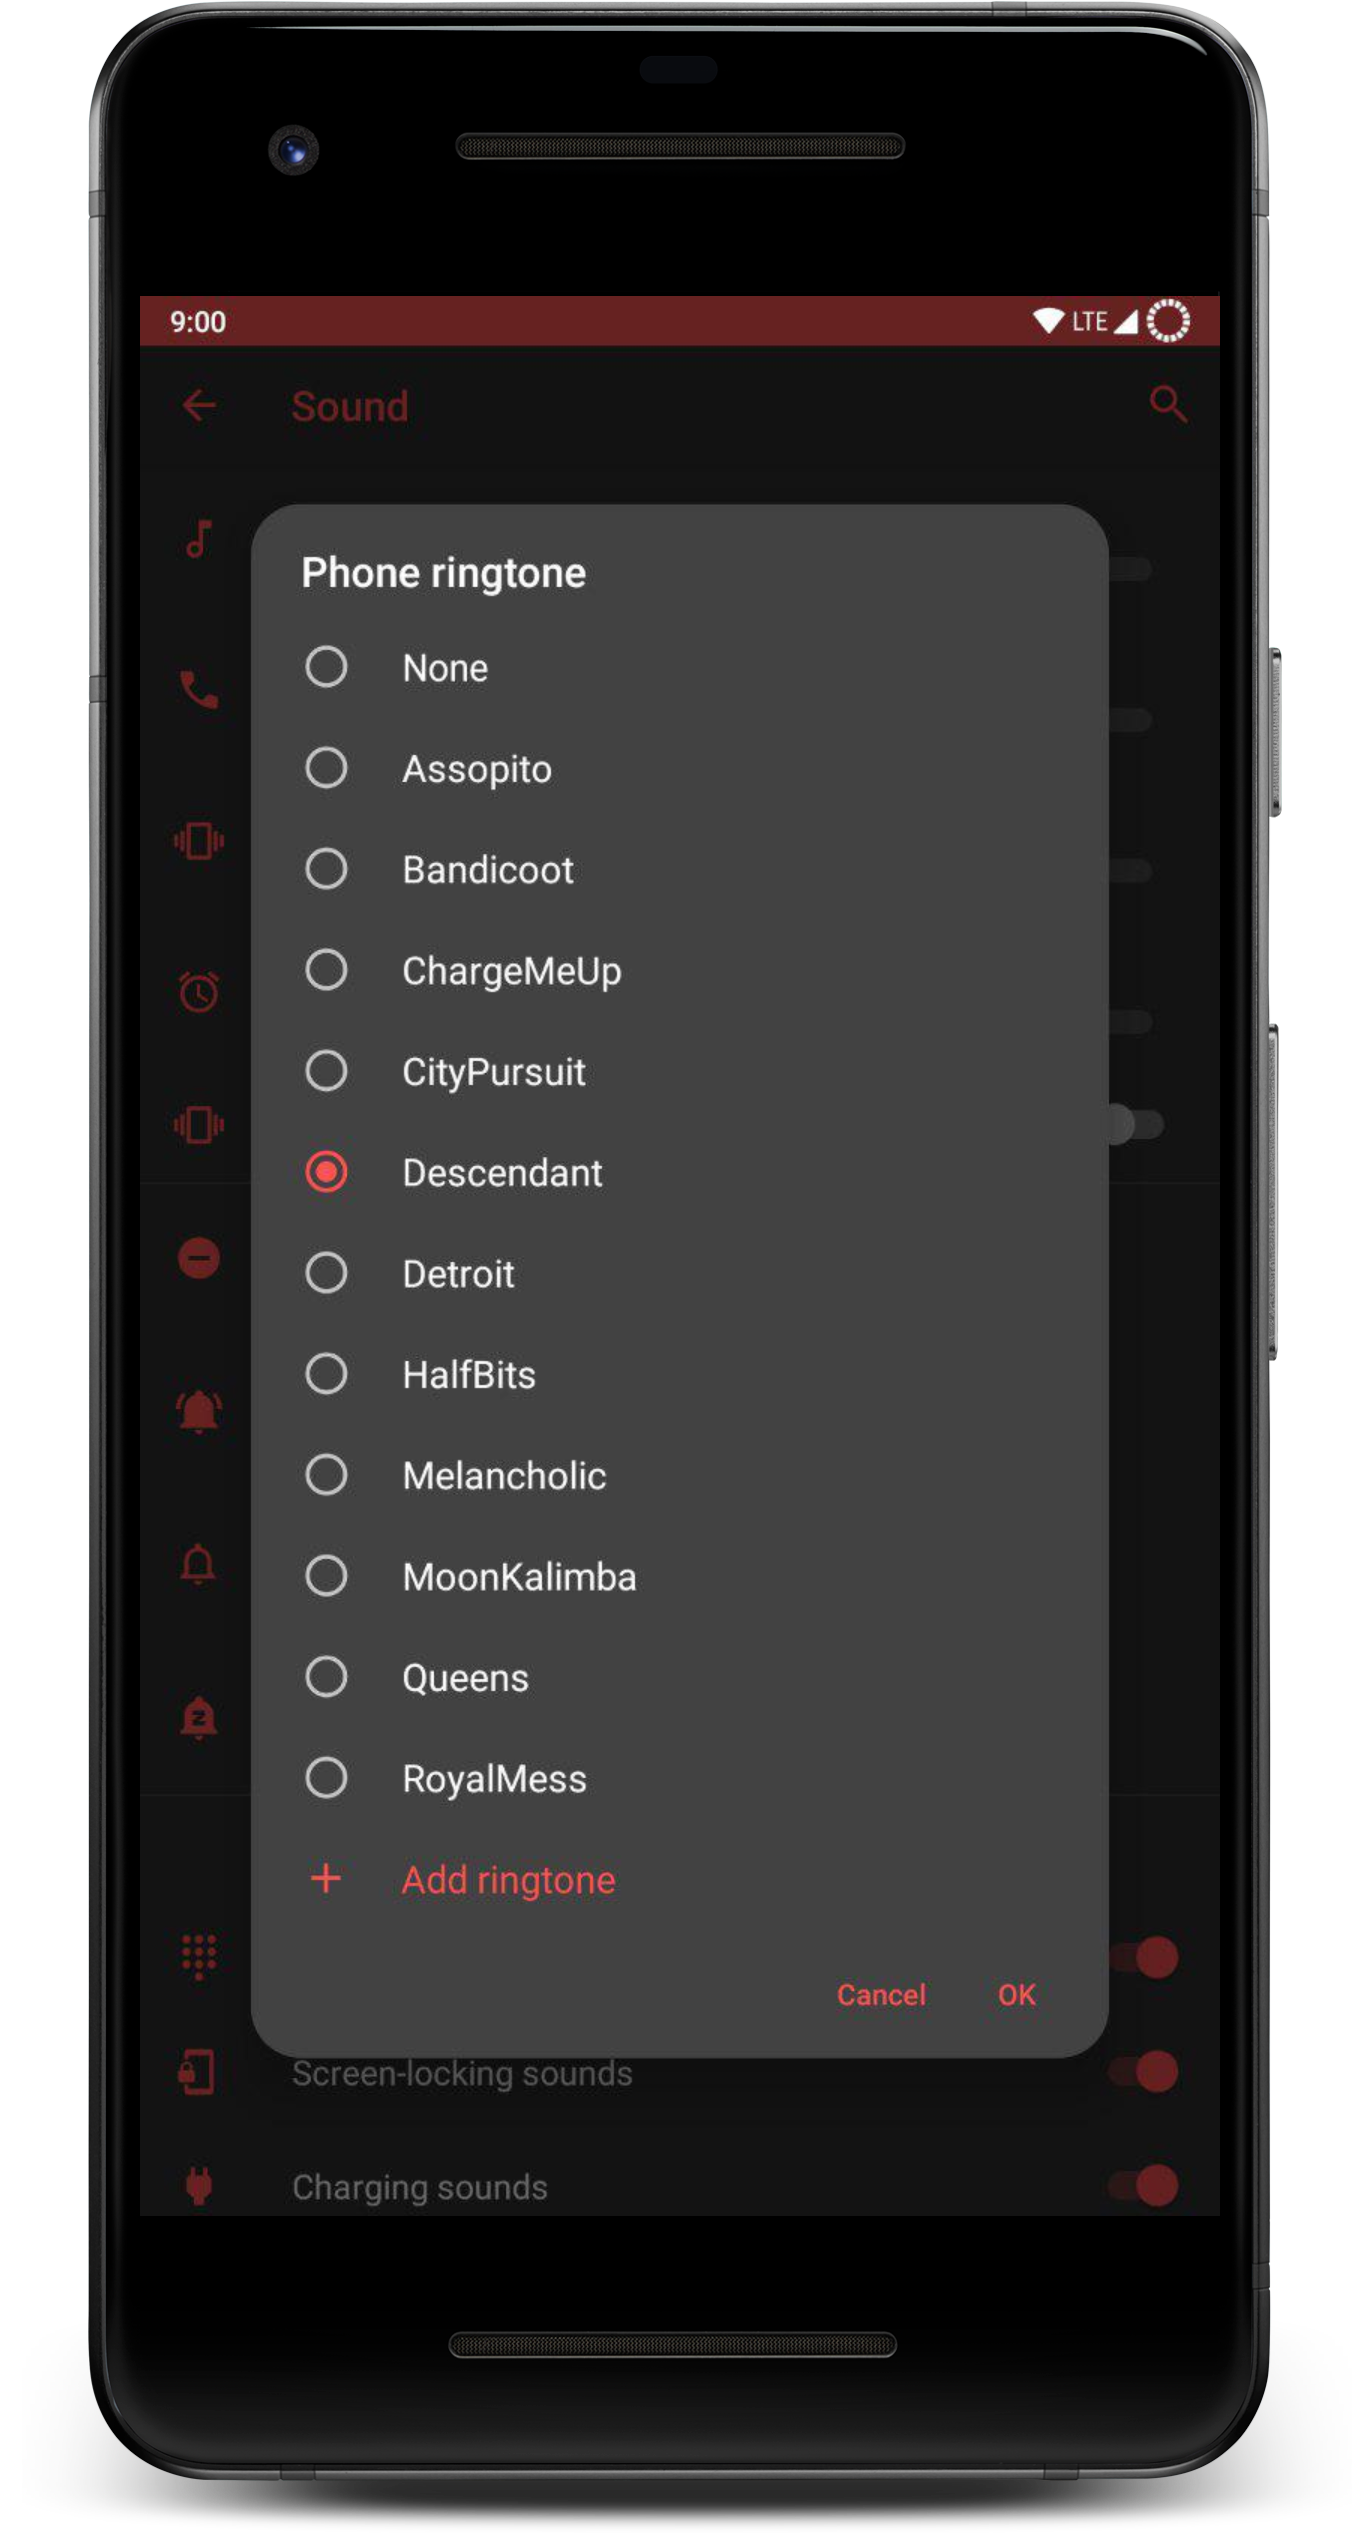 9:00 LTE
Sound
Phone ringtone
None
Assopito
Bandicoot
ChargeMeUp
CityPursuit
Descendant
Detroit
HalfBits
Melancholic
MoonKalimba
Queens
RoyalMess
Add ringtone
Cancel OK
Screen-locking sounds
Charging sounds